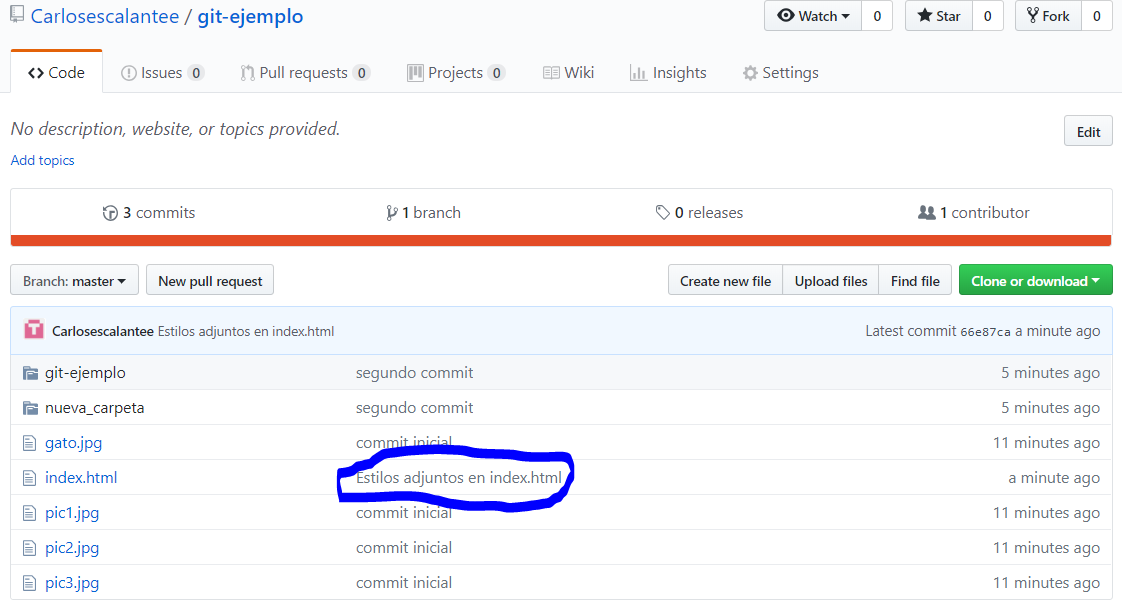 Carlosescalantee / git-ejemplo
Watch 0 Star 0 Fork 0
Code Issues 0 Pull requests 0 Projects 0 Wiki Insights Settings
No description, website, or topics provided. Edit
Add topics
3 commits 1 branch 0 releases 1 contributor
Branch: master New pull request Create new file Upload files Find file Clone or download
Carlosescalantee Estilos adjuntos en index.html Latest commit 66e87ca a minute ago
git-ejemplo segundo commit 5 minutes ago
nueva_carpeta segundo commit 5 minutes ago
gato.jpg commit inicial 11 minutes ago
index.html Estilos adjuntos en index.html a minute ago
pic1.jpg commit inicial 11 minutes ago
pic2.jpg commit inicial 11 minutes ago
pic3.jpg commit inicial 11 minutes ago